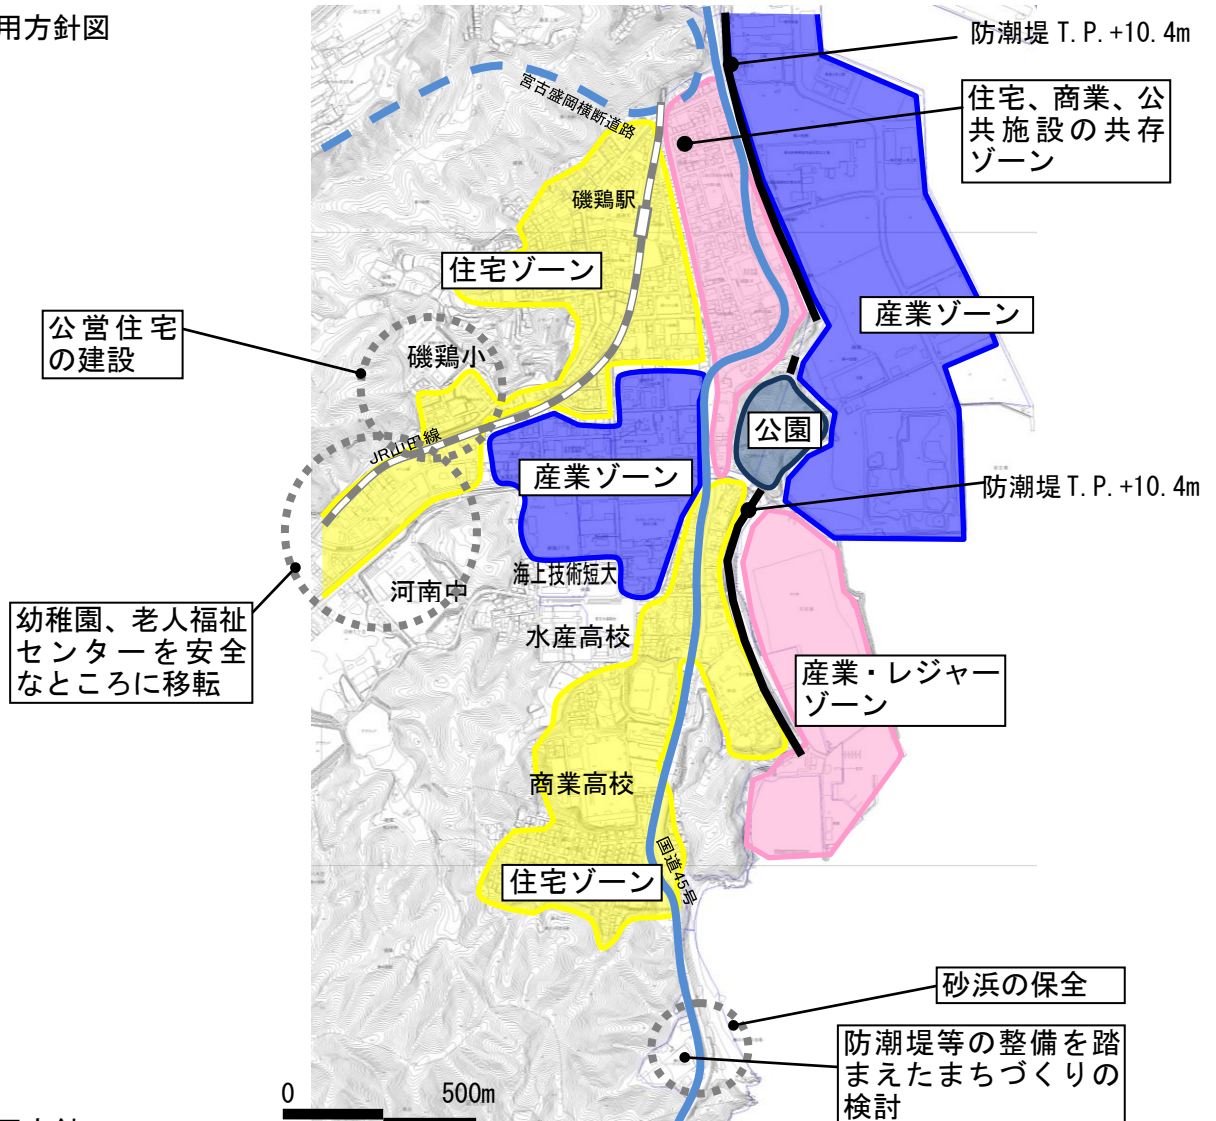 用方針図
防潮堤 T.P.+10.4m
宮古盛岡横断道路
住宅、商業、公
共施設の共存
ゾーン
磯鶏駅
住宅ゾーン
産業ゾーン
公営住宅
の建設
磯鶏小
公園
JR山田線
産業ゾーン
防潮堤 T.P.+10.4m
海上技術短大
河南中
幼稚園、老人福祉
センターを安全
なところに移転
水産高校
産業・レジャー
ゾーン
商業高校
国道45号
住宅ゾーン
砂浜の保全
防潮堤等の整備を踏
まえたまちづくりの
検討
0 500m